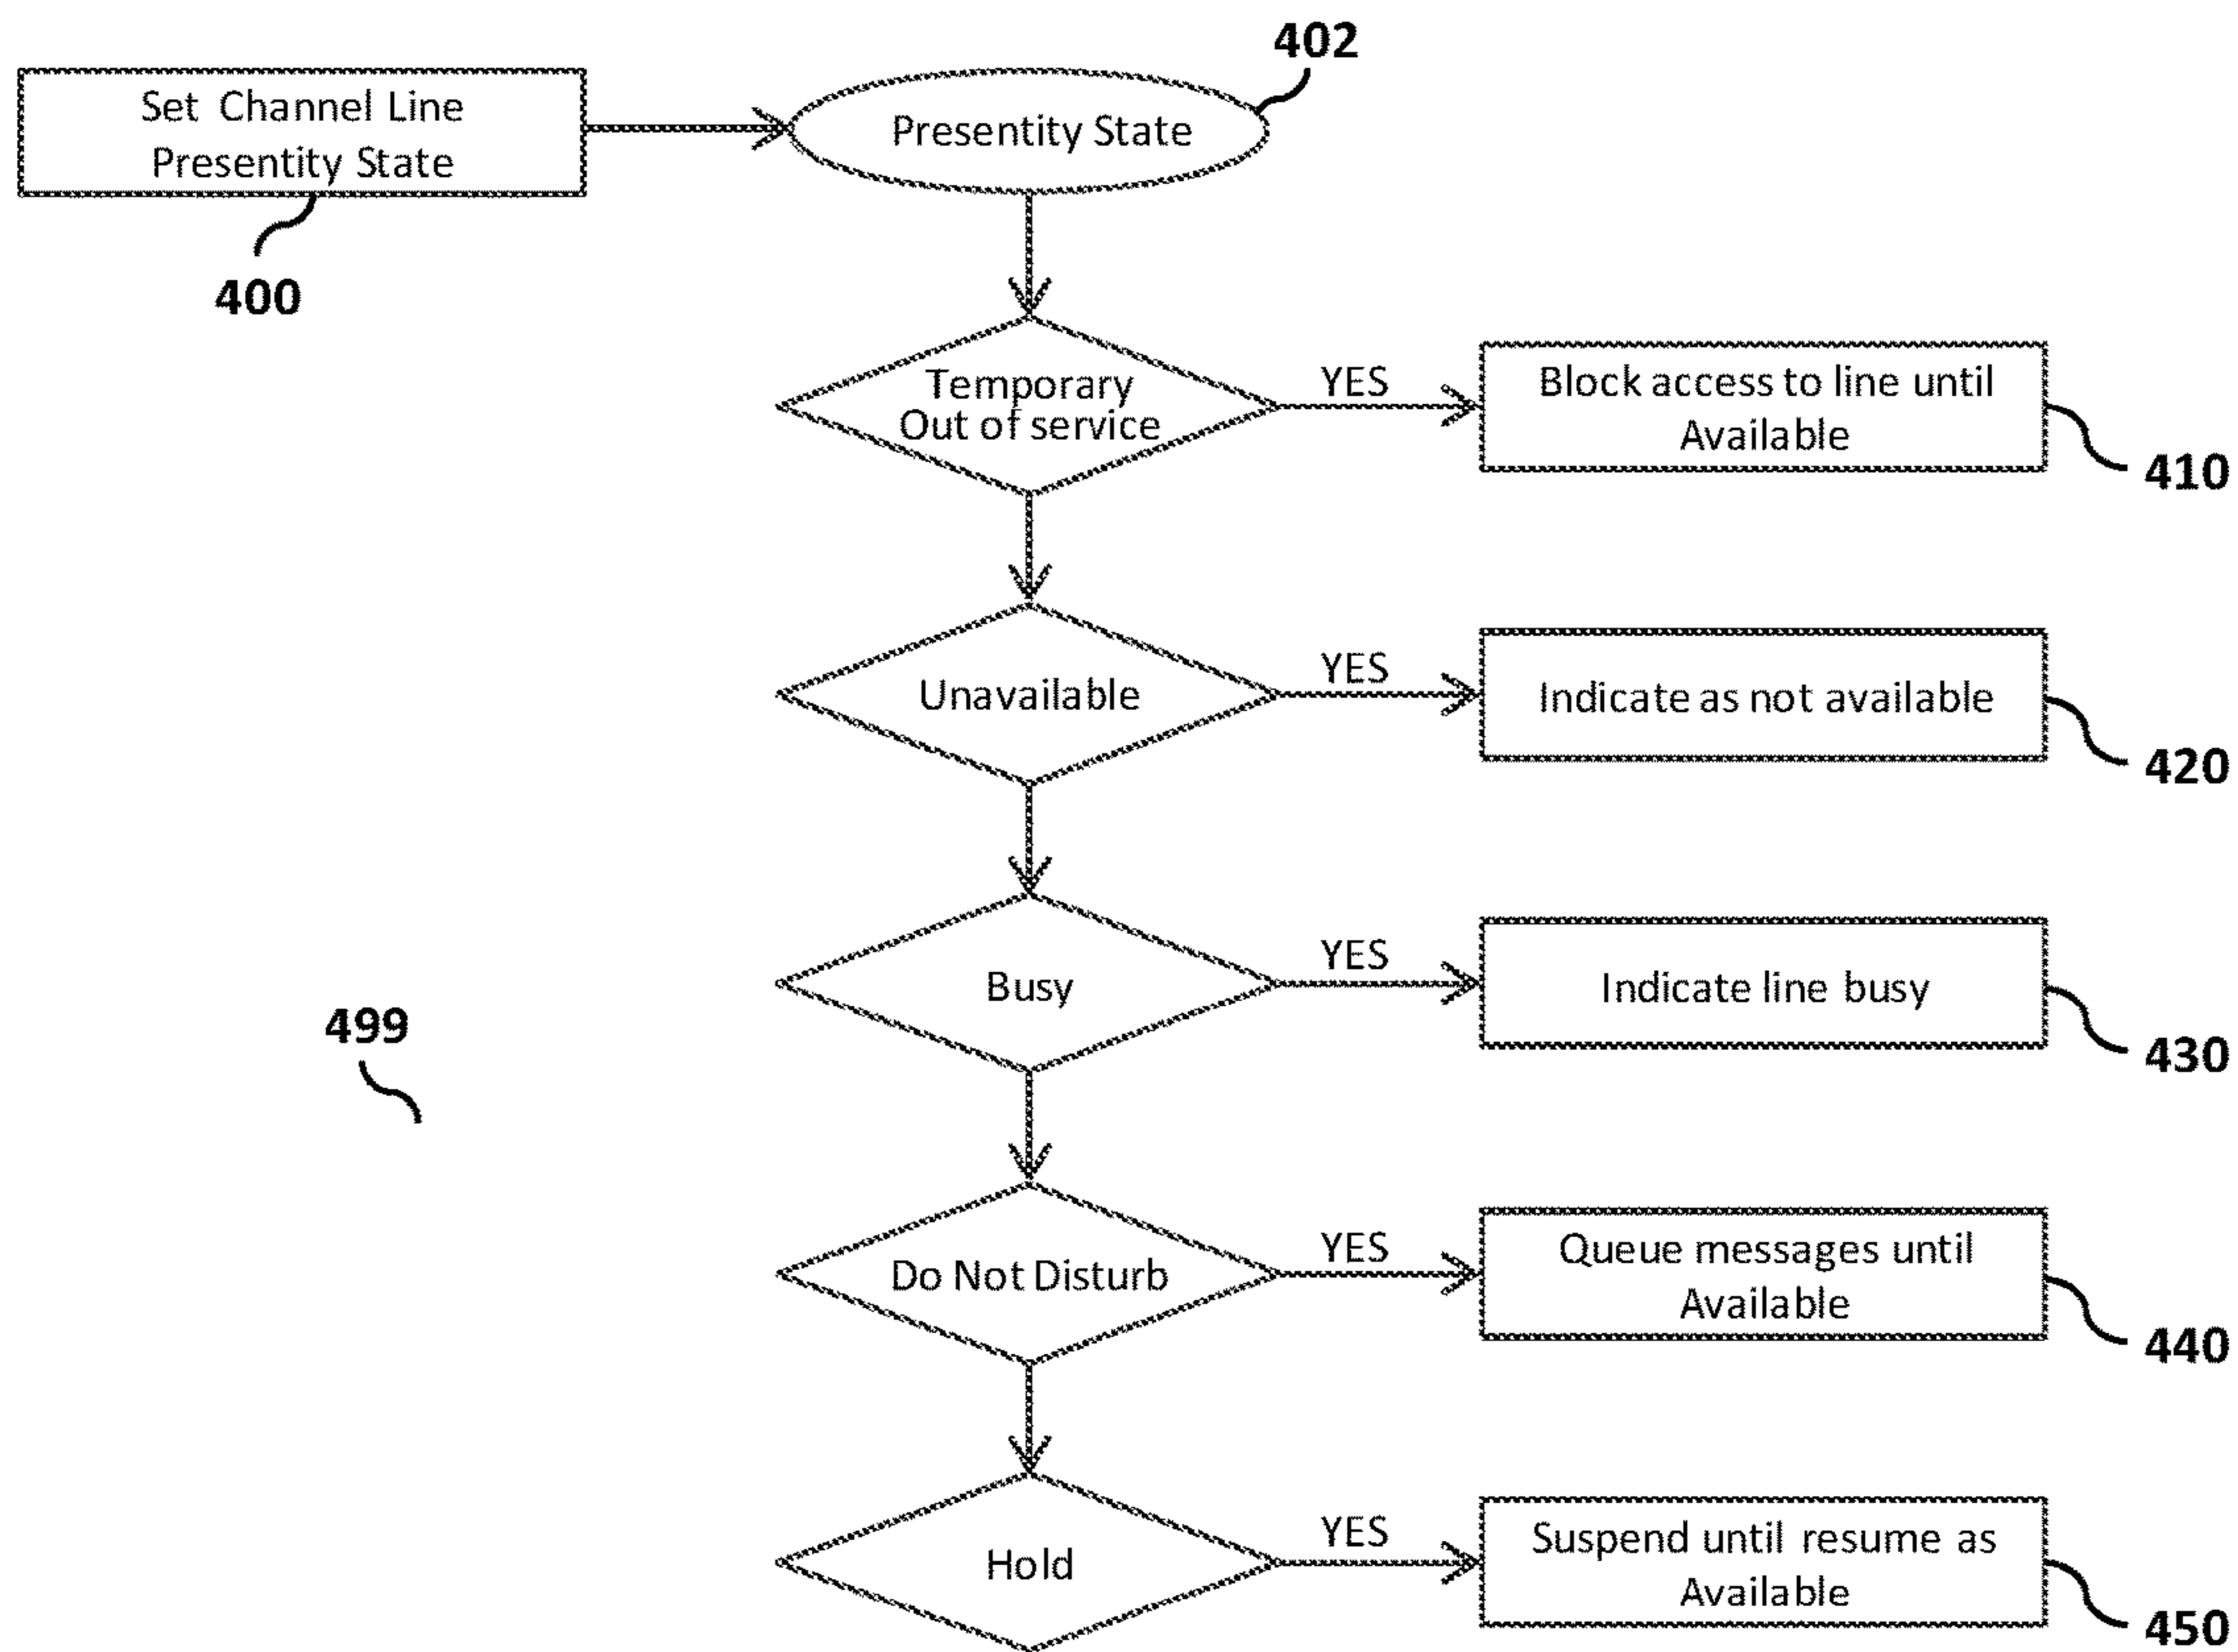 402
Set Channel Line
Presentity State
Presentity State
400
Temporary
Out of service
YES
Block access to line until
Available
410
Unavailable
YES
Indicate as not available
420
Busy
YES
Indicate line busy
430
499
Do Not Disturb
YES
Queue messages until
Available
440
Hold
YES
Suspend until resume as
Available
450